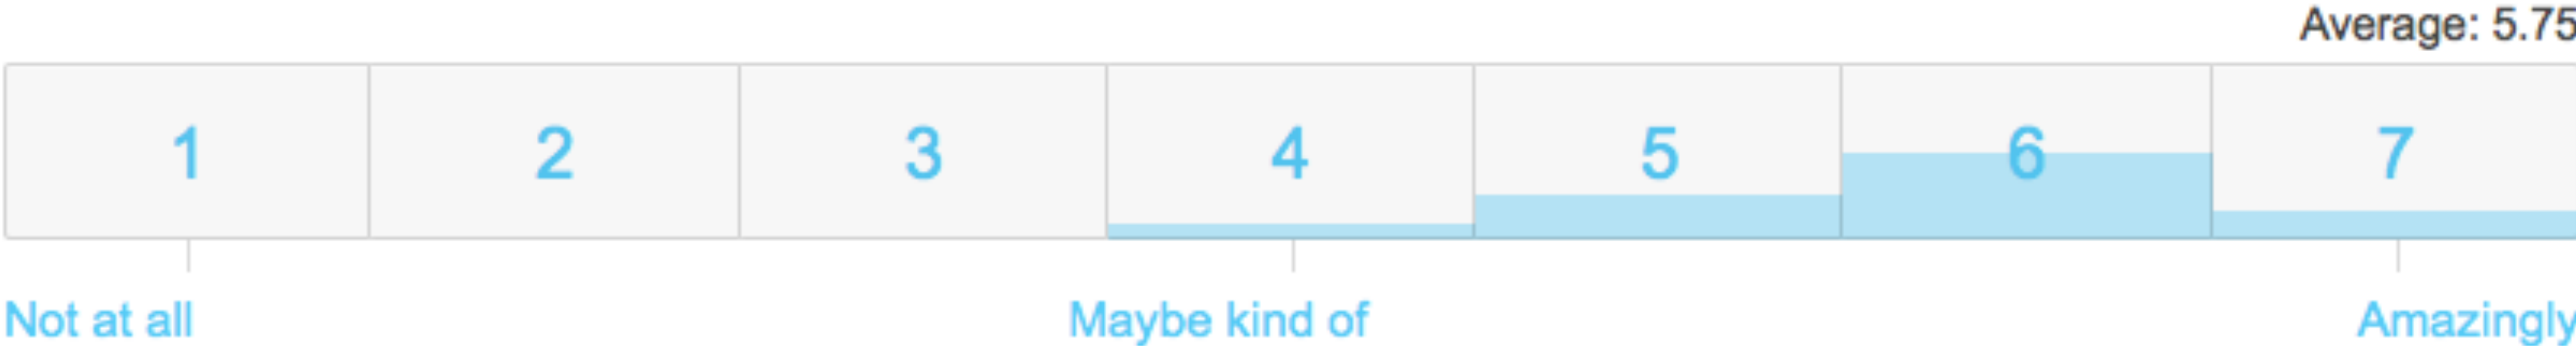 Average: 5.75
1 2 3 4 5 6 7
Not at all Maybe kind of Amazingly